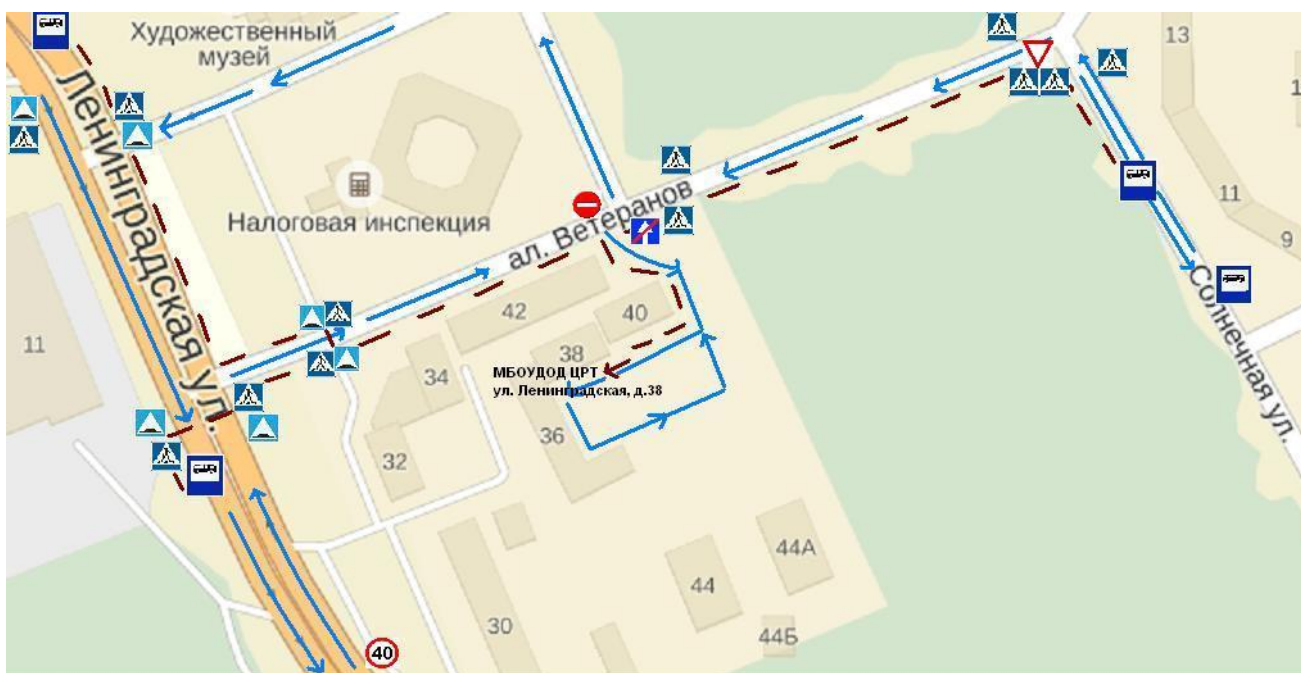 Художественный
музей
13
1
Ленинградская ул.
Налоговая инспекция
ал. Ветеранов
11
9
Солнечная ул.
11
42
40
38
34
МБОУДОД ЦРТ
ул. Ленинградская, д.38
36
32
44А
44
30
44Б
40